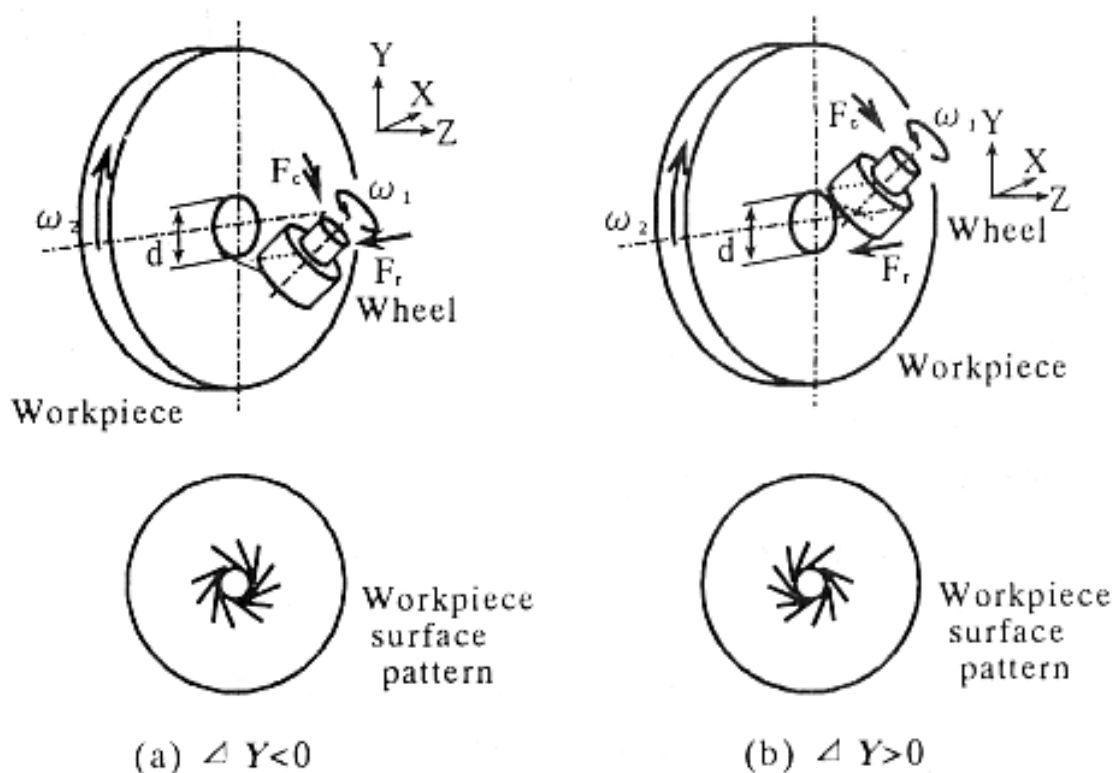 Y
X
Z
F_c
ω_1
ω_2
d
F_r
Wheel
Workpiece
F_c
ω_1
Y
X
Z
ω_2
d
Wheel
F_r
Workpiece
Workpiece
surface
pattern
Workpiece
surface
pattern
(a) ⊿ Y<0
(b) ⊿ Y>0